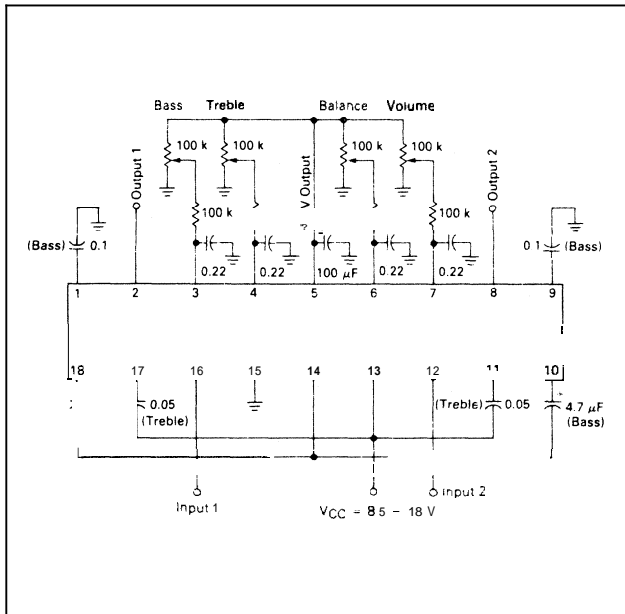 Bass Treble Balance Volume
100 k 100 k 100 k 100 k
Output 1
V Output
Output 2
100 k 100 k
?
(Bass) 0.1
0.22 0.22 100 µF 0.22 0.22
0 1 (Bass)
1 2 3 4 5 6 7 8 9
18 17 16 15 14 13 12 11 10
0.05
(Treble)
(Treble) 0.05
4.7 µF
(Bass)
Input 1
VCC = 8 5 – 18 V
Input 2